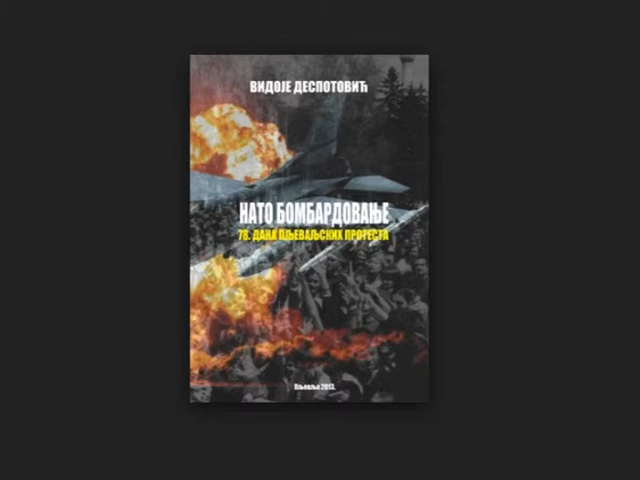 ВИДОЈЕ ДЕСПОТОВИЋ
НАТО БОМБАРДОВАЊЕ
78. ДАНА ПЉЕВАЉСКИХ ПРОТЕСТА
Пљевља 2013.